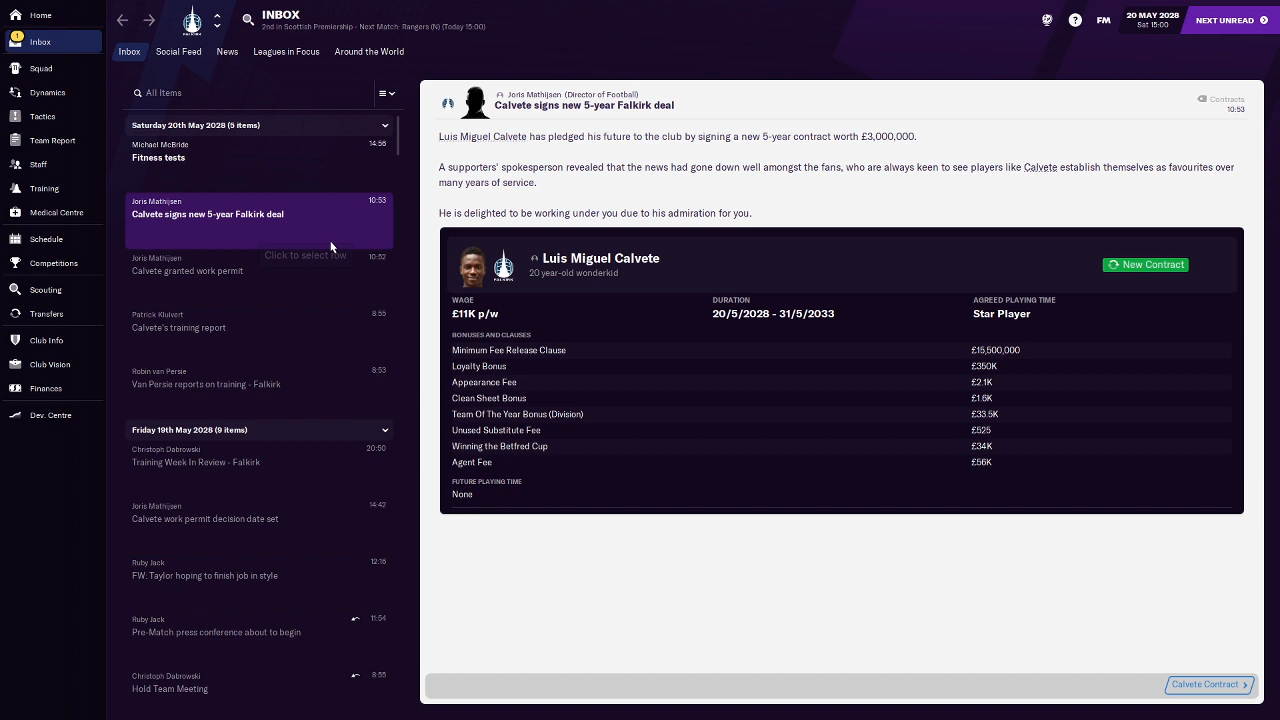 Home
Inbox
1
Squad
Dynamics
Tactics
Team Report
Staff
Training
Medical Centre
Schedule
Competitions
Scouting
Transfers
Club Info
Club Vision
Finances
Dev. Centre
FALKIRK
INBOX
2nd in Scottish Premiership - Next Match: Rangers (N) (Today 15:00)
?
FM
20 MAY 2028
Sat 15:00
NEXT UNREAD
Inbox Social Feed News Leagues in Focus Around the World
All Items
Saturday 20th May 2028 (5 items)
Michael McBride 14:56
Fitness tests
Joris Mathijsen 10:53
Calvete signs new 5-year Falkirk deal
Click to select row
Joris Mathijsen 10:52
Calvete granted work permit
Patrick Kluivert 8:55
Calvete's training report
Robin van Persie 8:53
Van Persie reports on training - Falkirk
Friday 19th May 2028 (9 items)
Christoph Dabrowski 20:50
Training Week In Review - Falkirk
Joris Mathijsen 14:42
Calvete work permit decision date set
Ruby Jack 12:16
FW: Taylor hoping to finish job in style
Ruby Jack 11:54
Pre-Match press conference about to begin
Christoph Dabrowski 8:55
Hold Team Meeting
Joris Mathijsen (Director of Football)
Calvete signs new 5-year Falkirk deal
Contracts
10:53
Luis Miguel Calvete has pledged his future to the club by signing a new 5-year contract worth £3,000,000.
A supporters' spokesperson revealed that the news had gone down well amongst the fans, who are always keen to see players like Calvete establish themselves as favourites over
many years of service.
He is delighted to be working under you due to his admiration for you.
Luis Miguel Calvete
20 year-old wonderkid
FALKIRK
New Contract
WAGE DURATION AGREED PLAYING TIME
£11K p/w 20/5/2028 - 31/5/2033 Star Player
BONUSES AND CLAUSES
Minimum Fee Release Clause £15,500,000
Loyalty Bonus £350K
Appearance Fee £2.1K
Clean Sheet Bonus £1.6K
Team Of The Year Bonus (Division) £33.5K
Unused Substitute Fee £525
Winning the Betfred Cup £34K
Agent Fee £56K
FUTURE PLAYING TIME
None
Calvete Contract